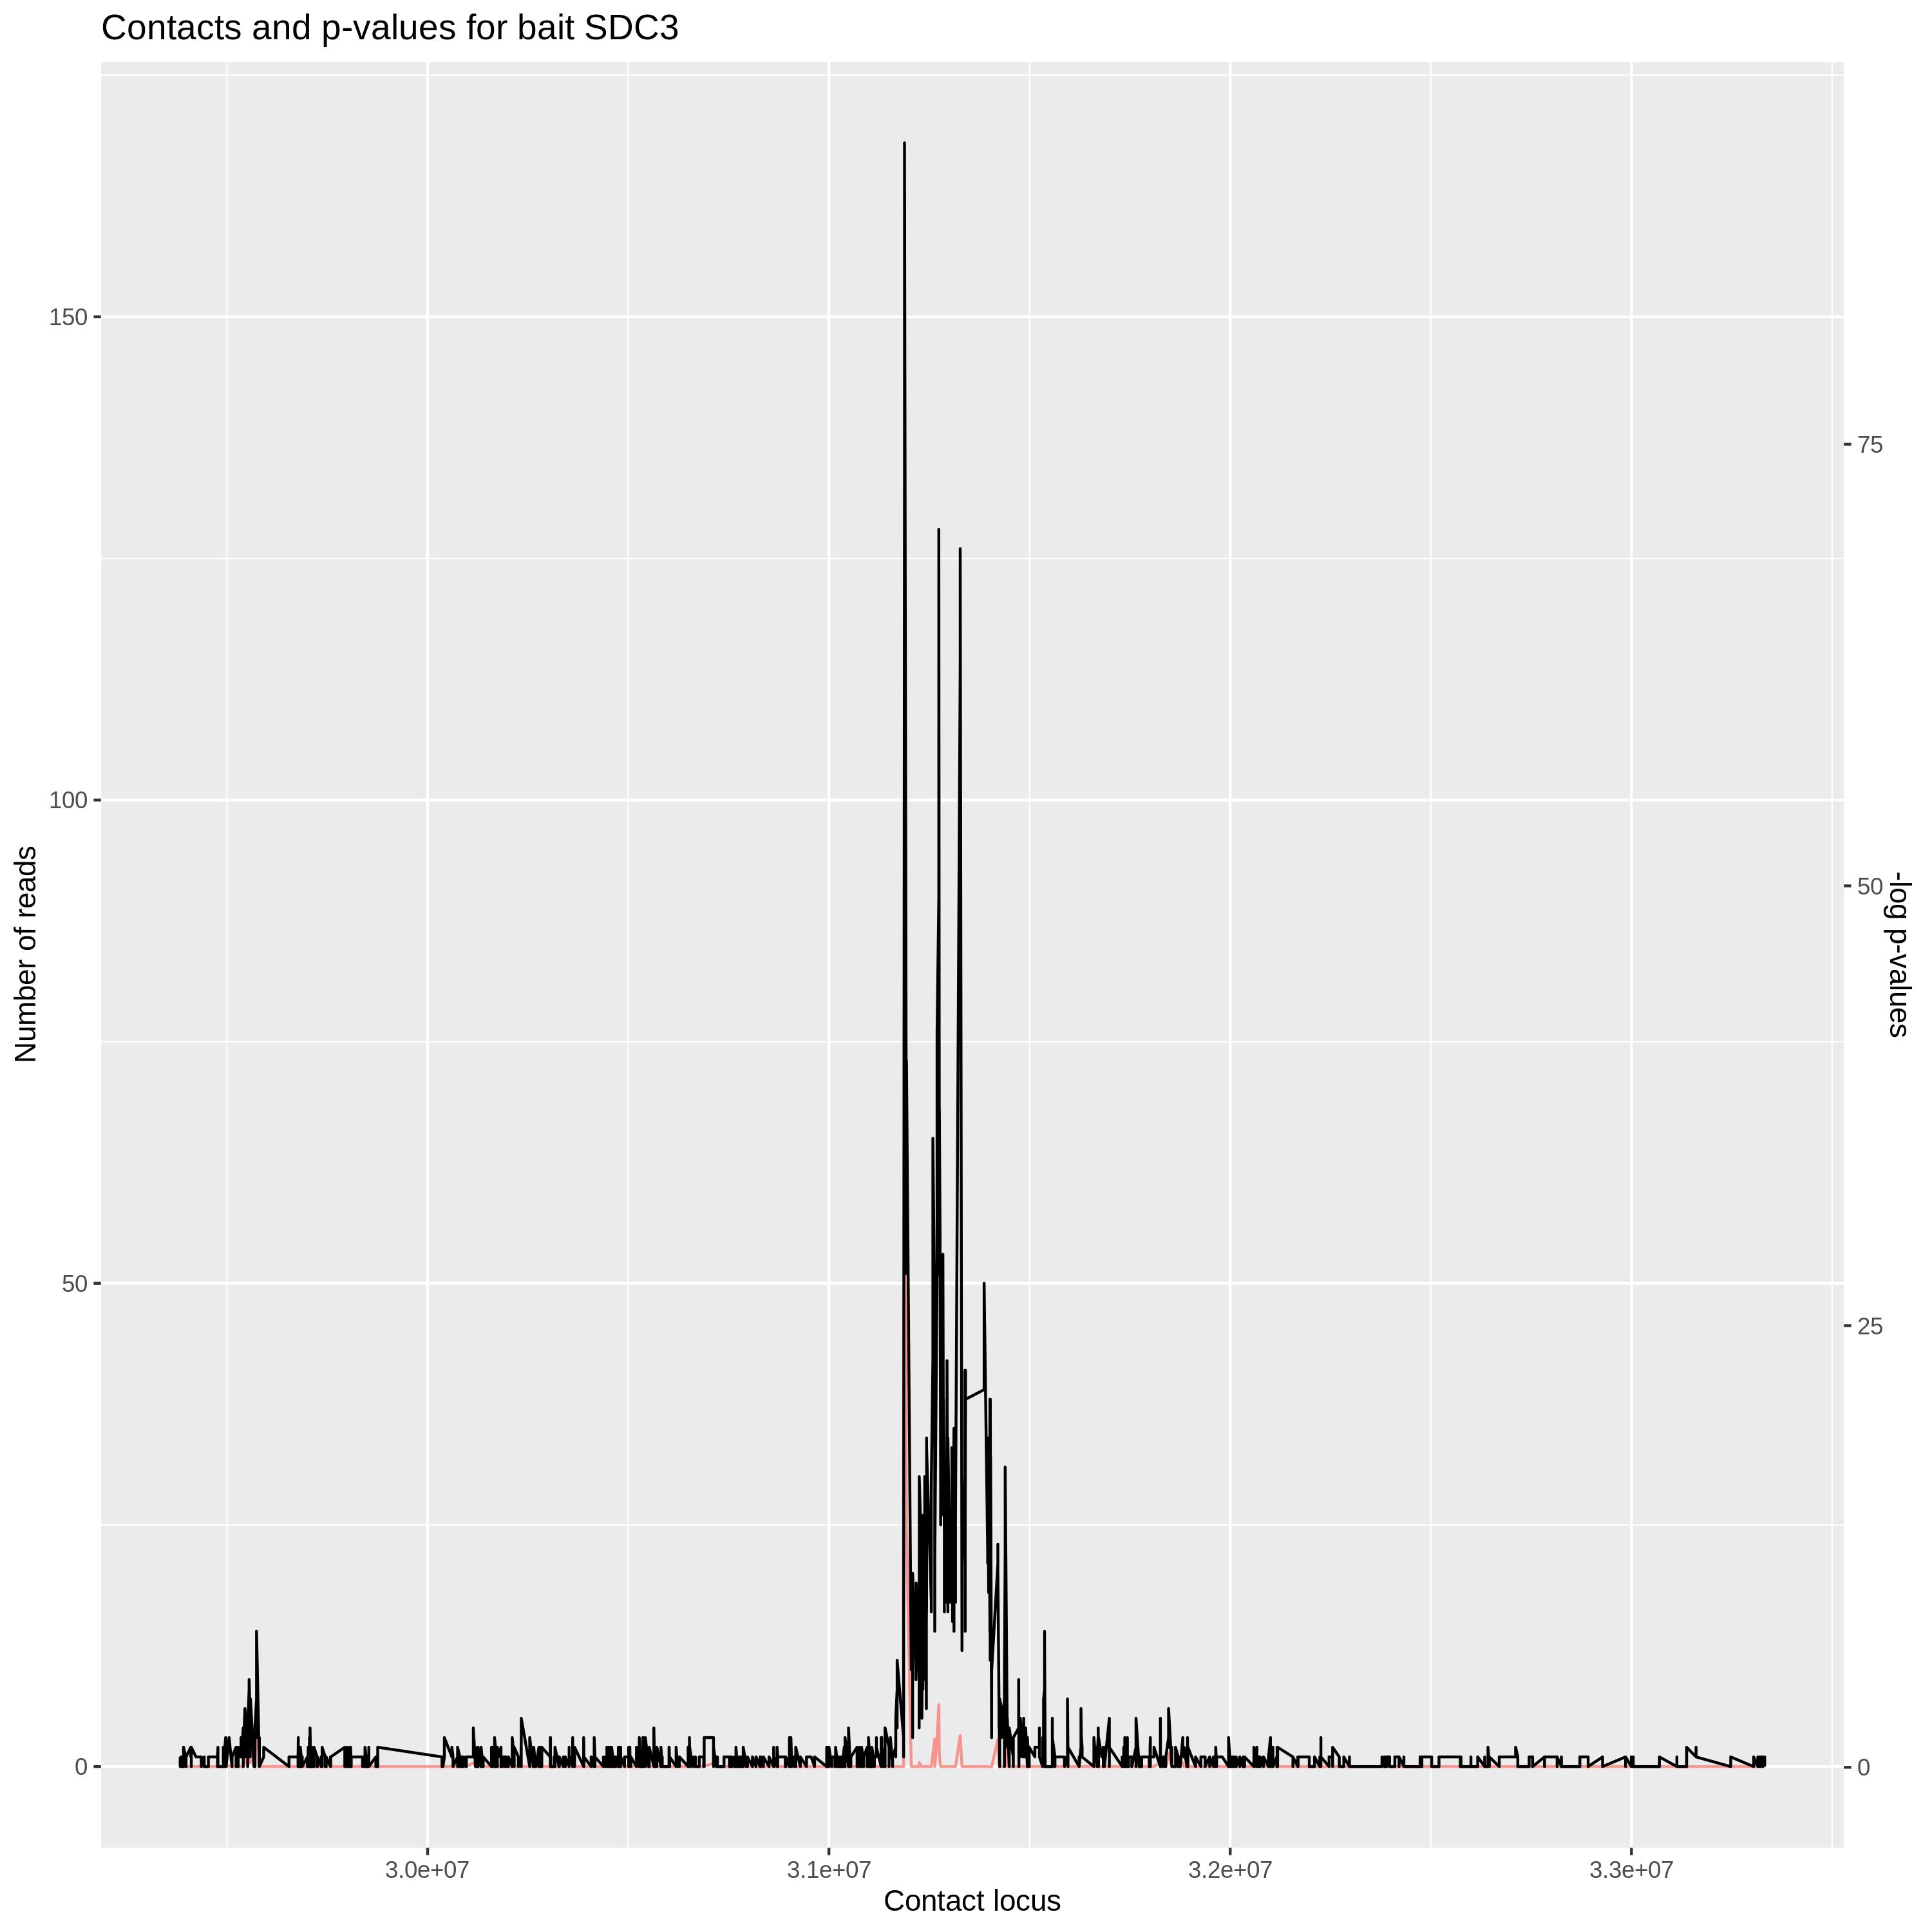 Contacts and p-values for bait SDC3
150
100
50
0
Number of reads
75
50
25
0
-log p-values
3.0e+07
3.1e+07
3.2e+07
3.3e+07
Contact locus